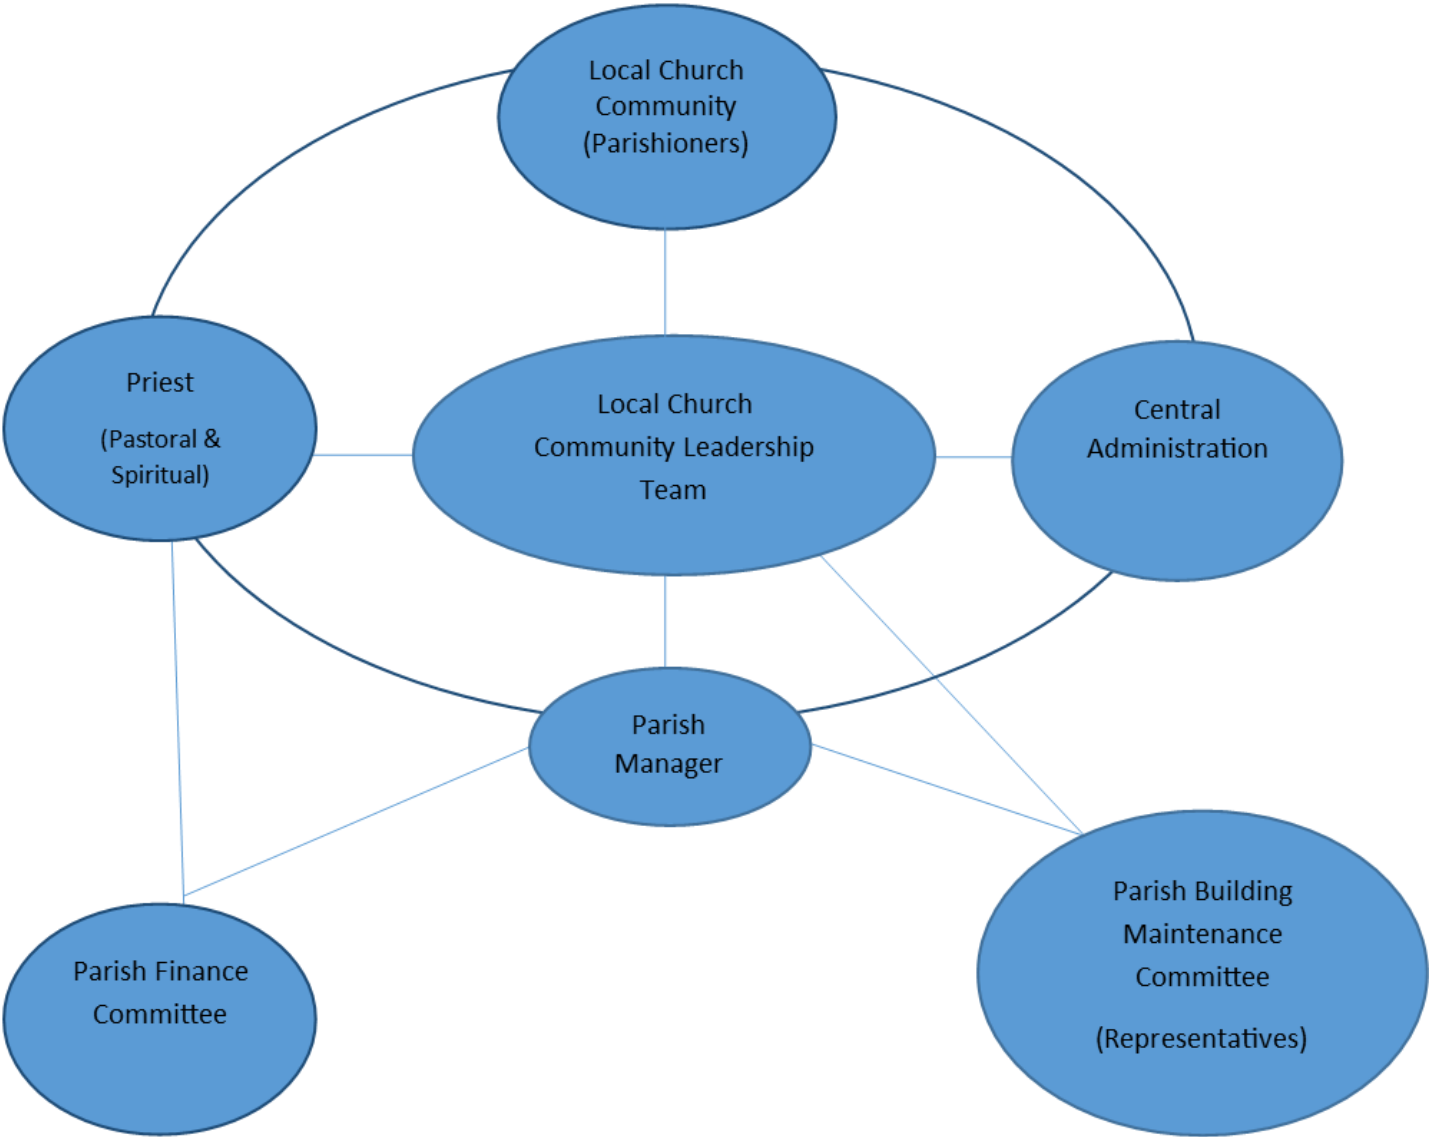 Local Church
Community
(Parishioners)
Priest
(Pastoral &
Spiritual)
Local Church
Community Leadership
Team
Central
Administration
Parish
Manager
Parish Finance
Committee
Parish Building
Maintenance
Committee
(Representatives)